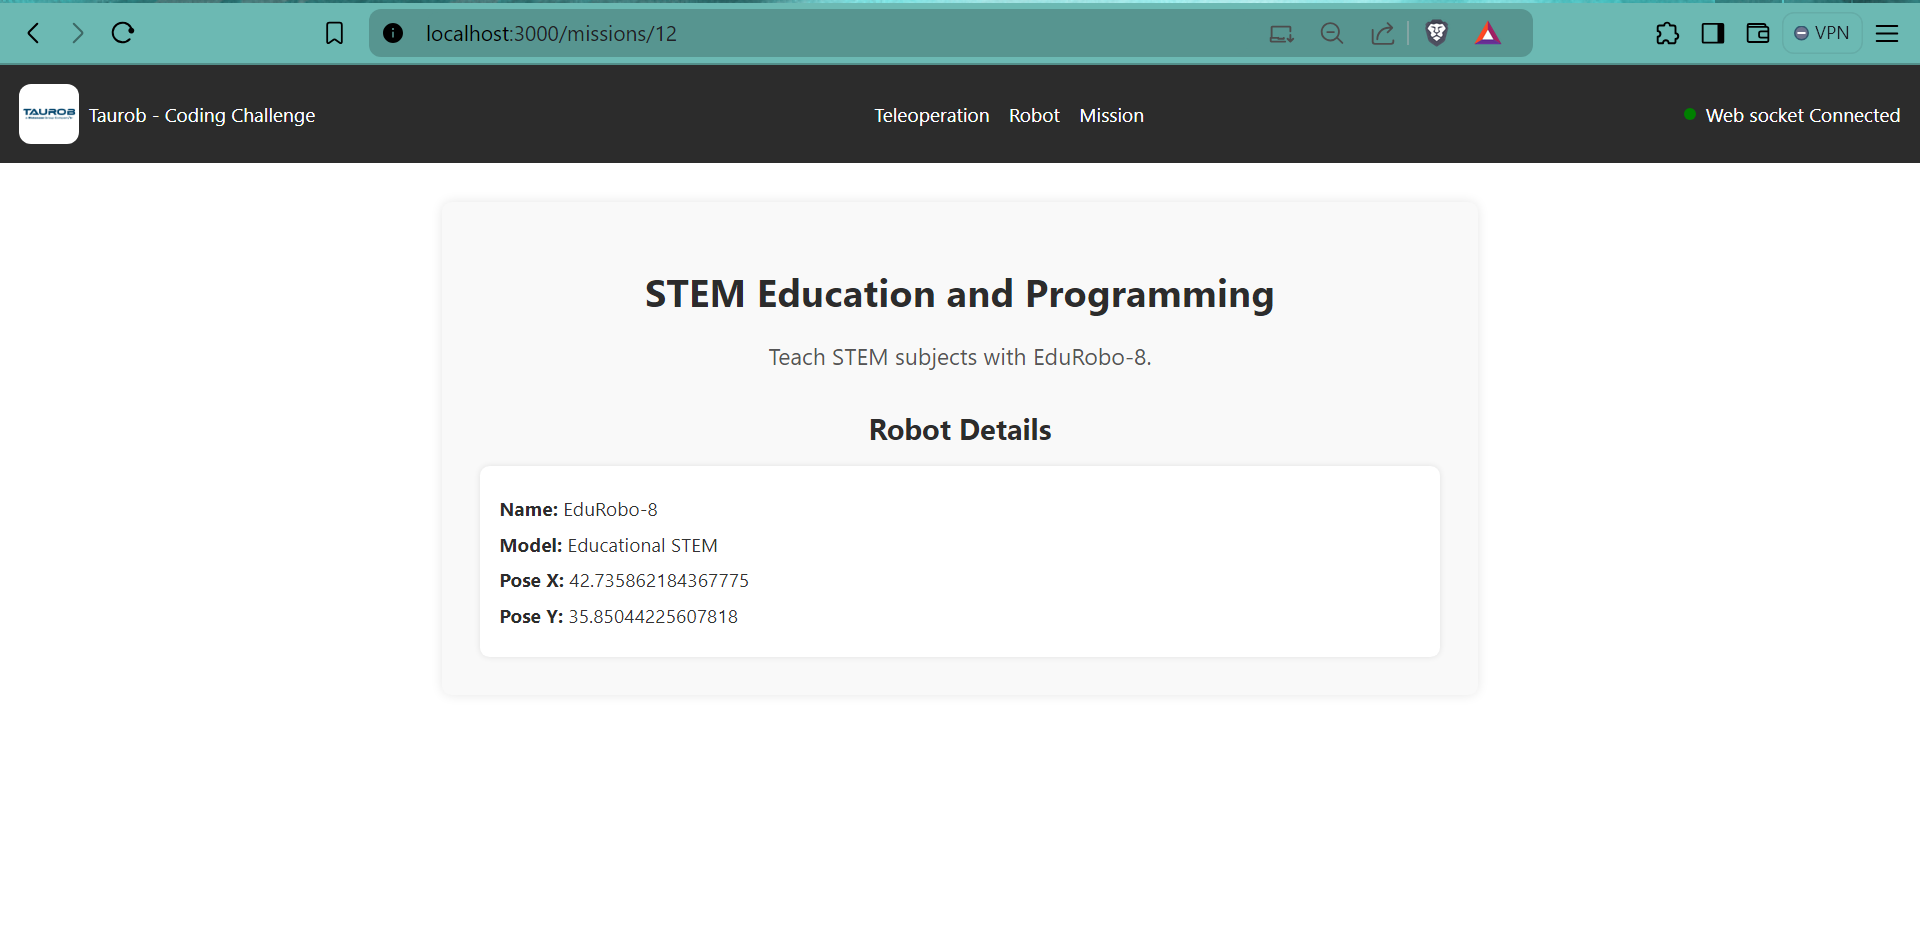 localhost:3000/missions/12
VPN
TAUROB
Taurob - Coding Challenge
Teleoperation Robot Mission
Web socket Connected
STEM Education and Programming
Teach STEM subjects with EduRobo-8.
Robot Details
Name: EduRobo-8
Model: Educational STEM
Pose X: 42.735862184367775
Pose Y: 35.85044225607818